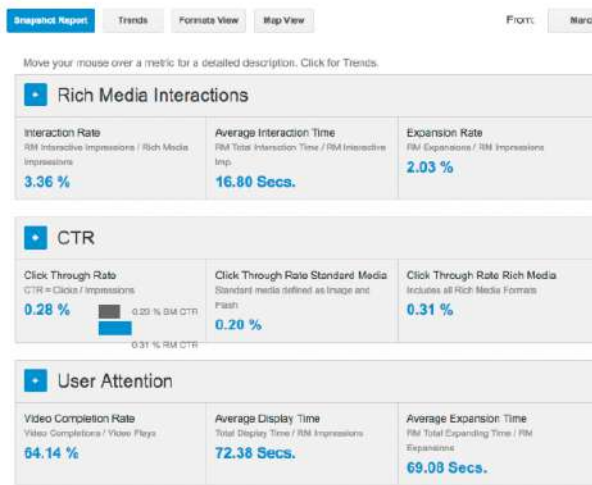 Snapshot Report Trends Formats View Map View From:
Move your mouse over a metric for a detailed description. Click for Trends.
+ Rich Media Interactions
Interaction Rate Average Interaction Time Expansion Rate
RM Interactive Impressions / Rich Media RM Total Interaction Time / RM Interactive RM Expansions / RM Impressions
Impressions Imp.
3.36 % 16.80 Secs. 2.03 %
+ CTR
Click Through Rate Click Through Rate Standard Media Click Through Rate Rich Media
CTR = Clicks / Impressions Standard media defined as Image and Includes all Rich Media Formats
Flash
0.28 % 0.20 % SM CTR 0.20 % 0.31 %
0.31 % RM CTR
+ User Attention
Video Completion Rate Average Display Time Average Expansion Time
Video Completions / Video Plays Total Display Time / RM Impressions RM Total Expanding Time / RM
Expansions
64.14 % 72.38 Secs. 69.08 Secs.